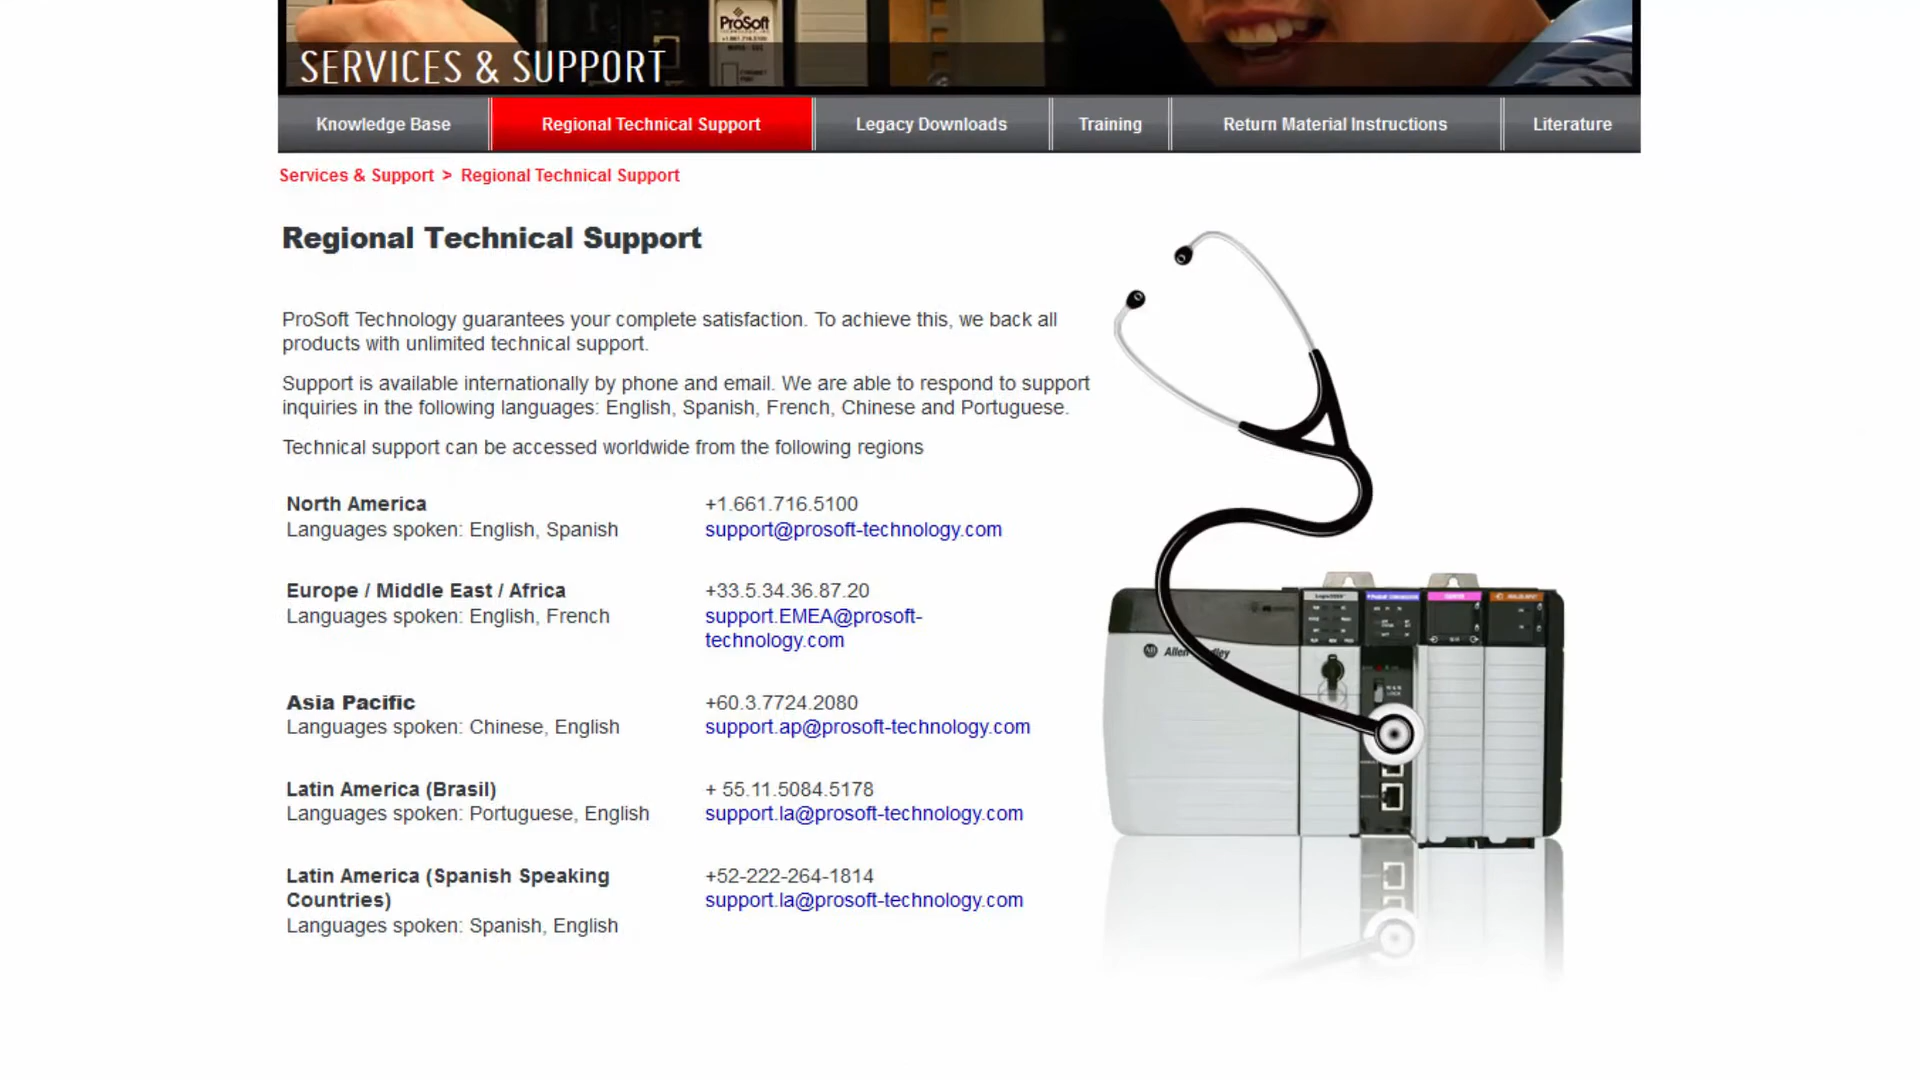 ProSoft
SERVICES & SUPPORT
Knowledge Base
Regional Technical Support
Legacy Downloads
Training
Return Material Instructions
Literature
Services & Support > Regional Technical Support
Regional Technical Support
ProSoft Technology guarantees your complete satisfaction. To achieve this, we back all
products with unlimited technical support.
Support is available internationally by phone and email. We are able to respond to support
inquiries in the following languages: English, Spanish, French, Chinese and Portuguese.
Technical support can be accessed worldwide from the following regions
North America
Languages spoken: English, Spanish
+1.661.716.5100
support@prosoft-technology.com
Europe / Middle East / Africa
Languages spoken: English, French
+33.5.34.36.87.20
support.EMEA@prosoft-
technology.com
Asia Pacific
Languages spoken: Chinese, English
+60.3.7724.2080
support.ap@prosoft-technology.com
Latin America (Brasil)
Languages spoken: Portuguese, English
+ 55.11.5084.5178
support.la@prosoft-technology.com
Latin America (Spanish Speaking
Countries)
Languages spoken: Spanish, English
+52-222-264-1814
support.la@prosoft-technology.com